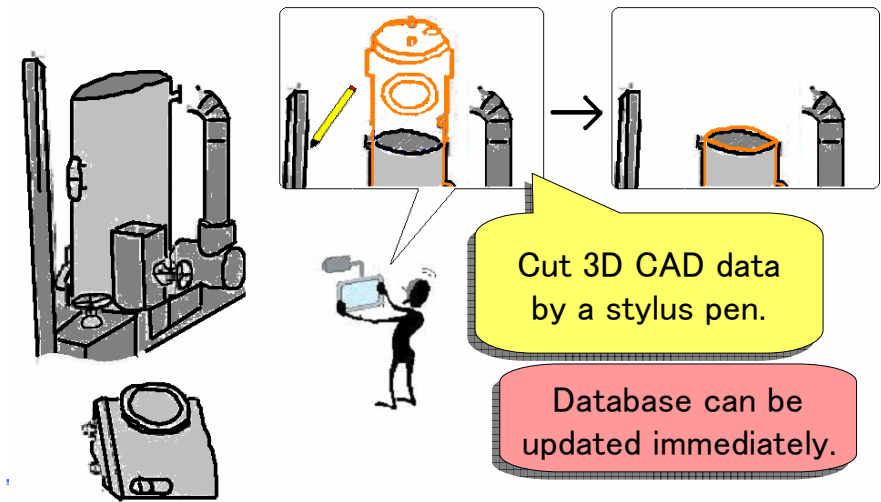 Cut 3D CAD data
by a stylus pen.
Database can be
updated immediately.